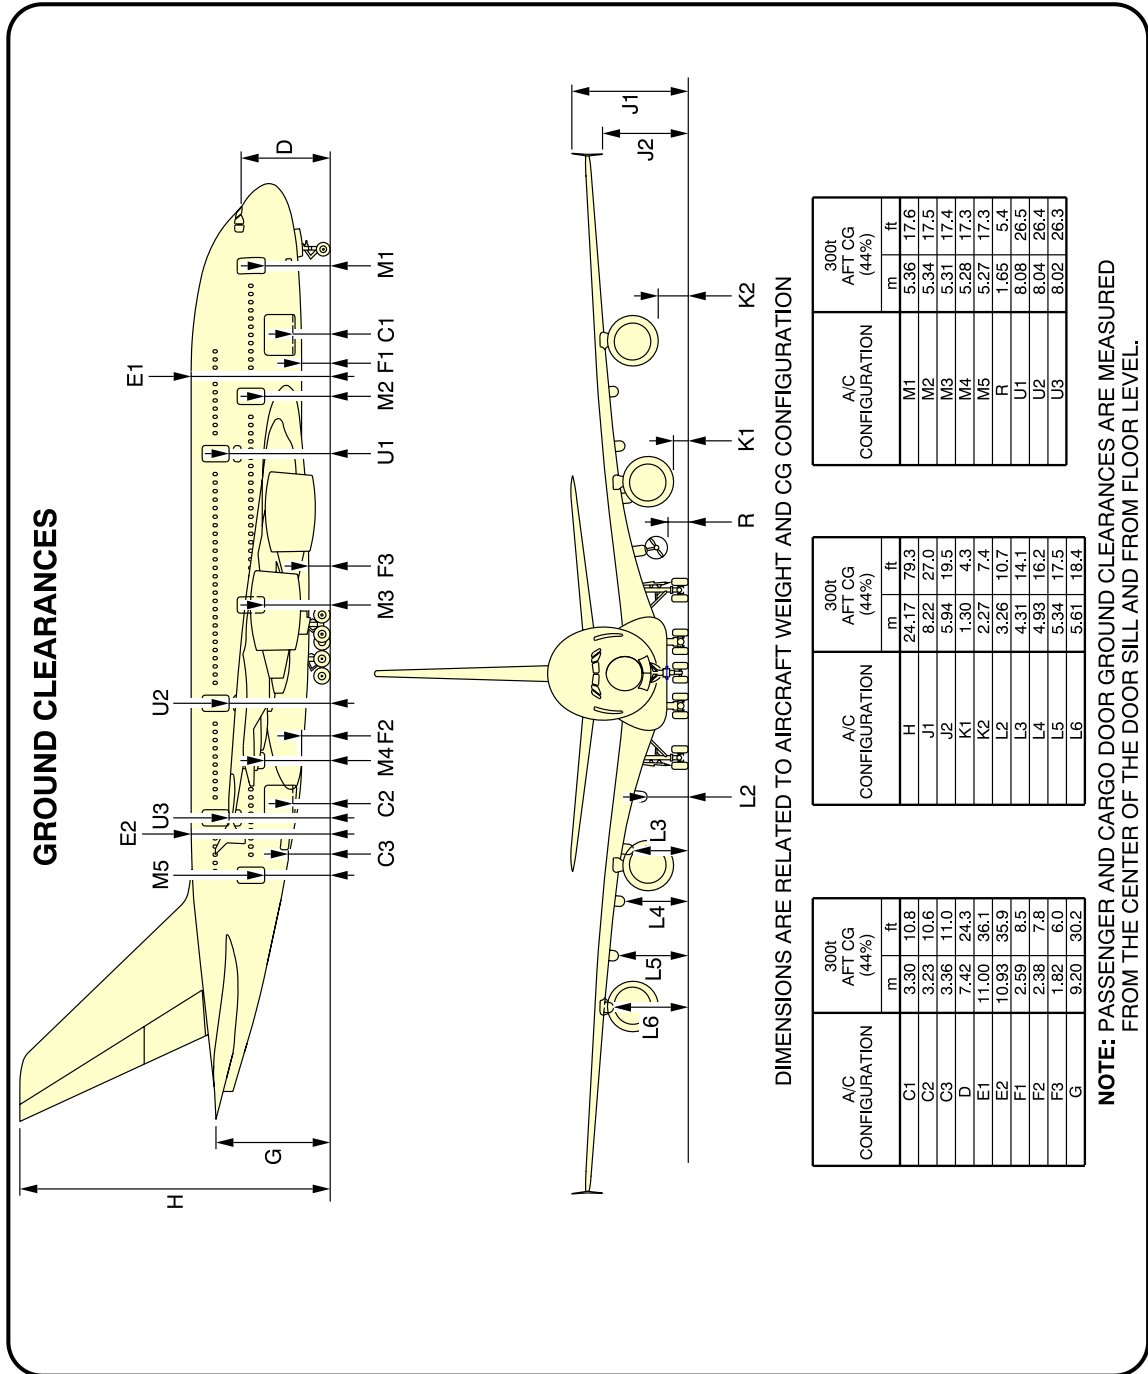 GROUND CLEARANCES
H
G
M5
E2
U3
U2
E1
D
C3
C2
M4
F2
M3
F3
U1
M2
F1
C1
M1
L6
L5
L4
L3
L2
R
K1
K2
J2
J1
DIMENSIONS ARE RELATED TO AIRCRAFT WEIGHT AND CG CONFIGURATION
A/C CONFIGURATION 300t AFT CG (44%)
m ft
C1 3.30 10.8
C2 3.23 10.6
C3 3.36 11.0
D 7.42 24.3
E1 11.00 36.1
E2 10.93 35.9
F1 2.59 8.5
F2 2.38 7.8
F3 1.82 6.0
G 9.20 30.2
A/C CONFIGURATION 300t AFT CG (44%)
m ft
H 24.17 79.3
J1 8.22 27.0
J2 5.94 19.5
K1 1.30 4.3
K2 2.27 7.4
L2 3.26 10.7
L3 4.31 14.1
L4 4.93 16.2
L5 5.34 17.5
L6 5.61 18.4
A/C CONFIGURATION 300t AFT CG (44%)
m ft
M1 5.36 17.6
M2 5.34 17.5
M3 5.31 17.4
M4 5.28 17.3
M5 5.27 17.3
R 1.65 5.4
U1 8.08 26.5
U2 8.04 26.4
U3 8.02 26.3
NOTE: PASSENGER AND CARGO DOOR GROUND CLEARANCES ARE MEASURED
FROM THE CENTER OF THE DOOR SILL AND FROM FLOOR LEVEL.